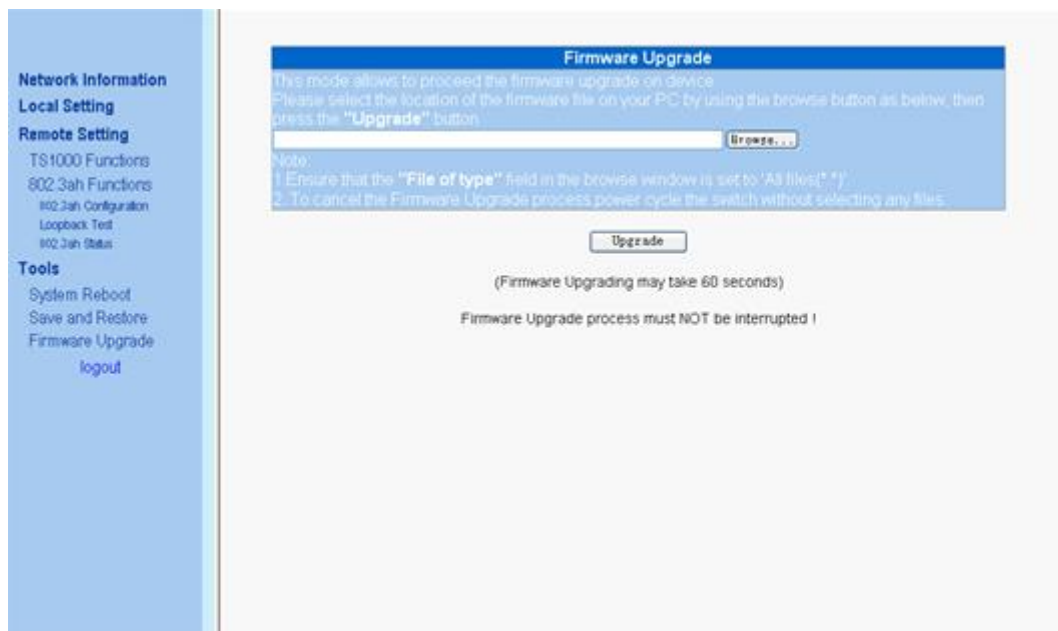 Network Information
Local Setting
Remote Setting
TS1000 Functions
802.3ah Functions
802.3ah Configuration
Loopback Test
802.3ah Status
Tools
System Reboot
Save and Restore
Firmware Upgrade
logout
Firmware Upgrade
This mode allows to proceed the firmware upgrade on device
Please select the location of the firmware file on your PC by using the browse button as below, then
press the "Upgrade" button
Browse...
Note:
1.Ensure that the "File of type" field in the browse window is set to 'All files(*.*)'
2. To cancel the Firmware Upgrade process,power cycle the switch without selecting any files.
Upgrade
(Firmware Upgrading may take 60 seconds)
Firmware Upgrade process must NOT be interrupted !